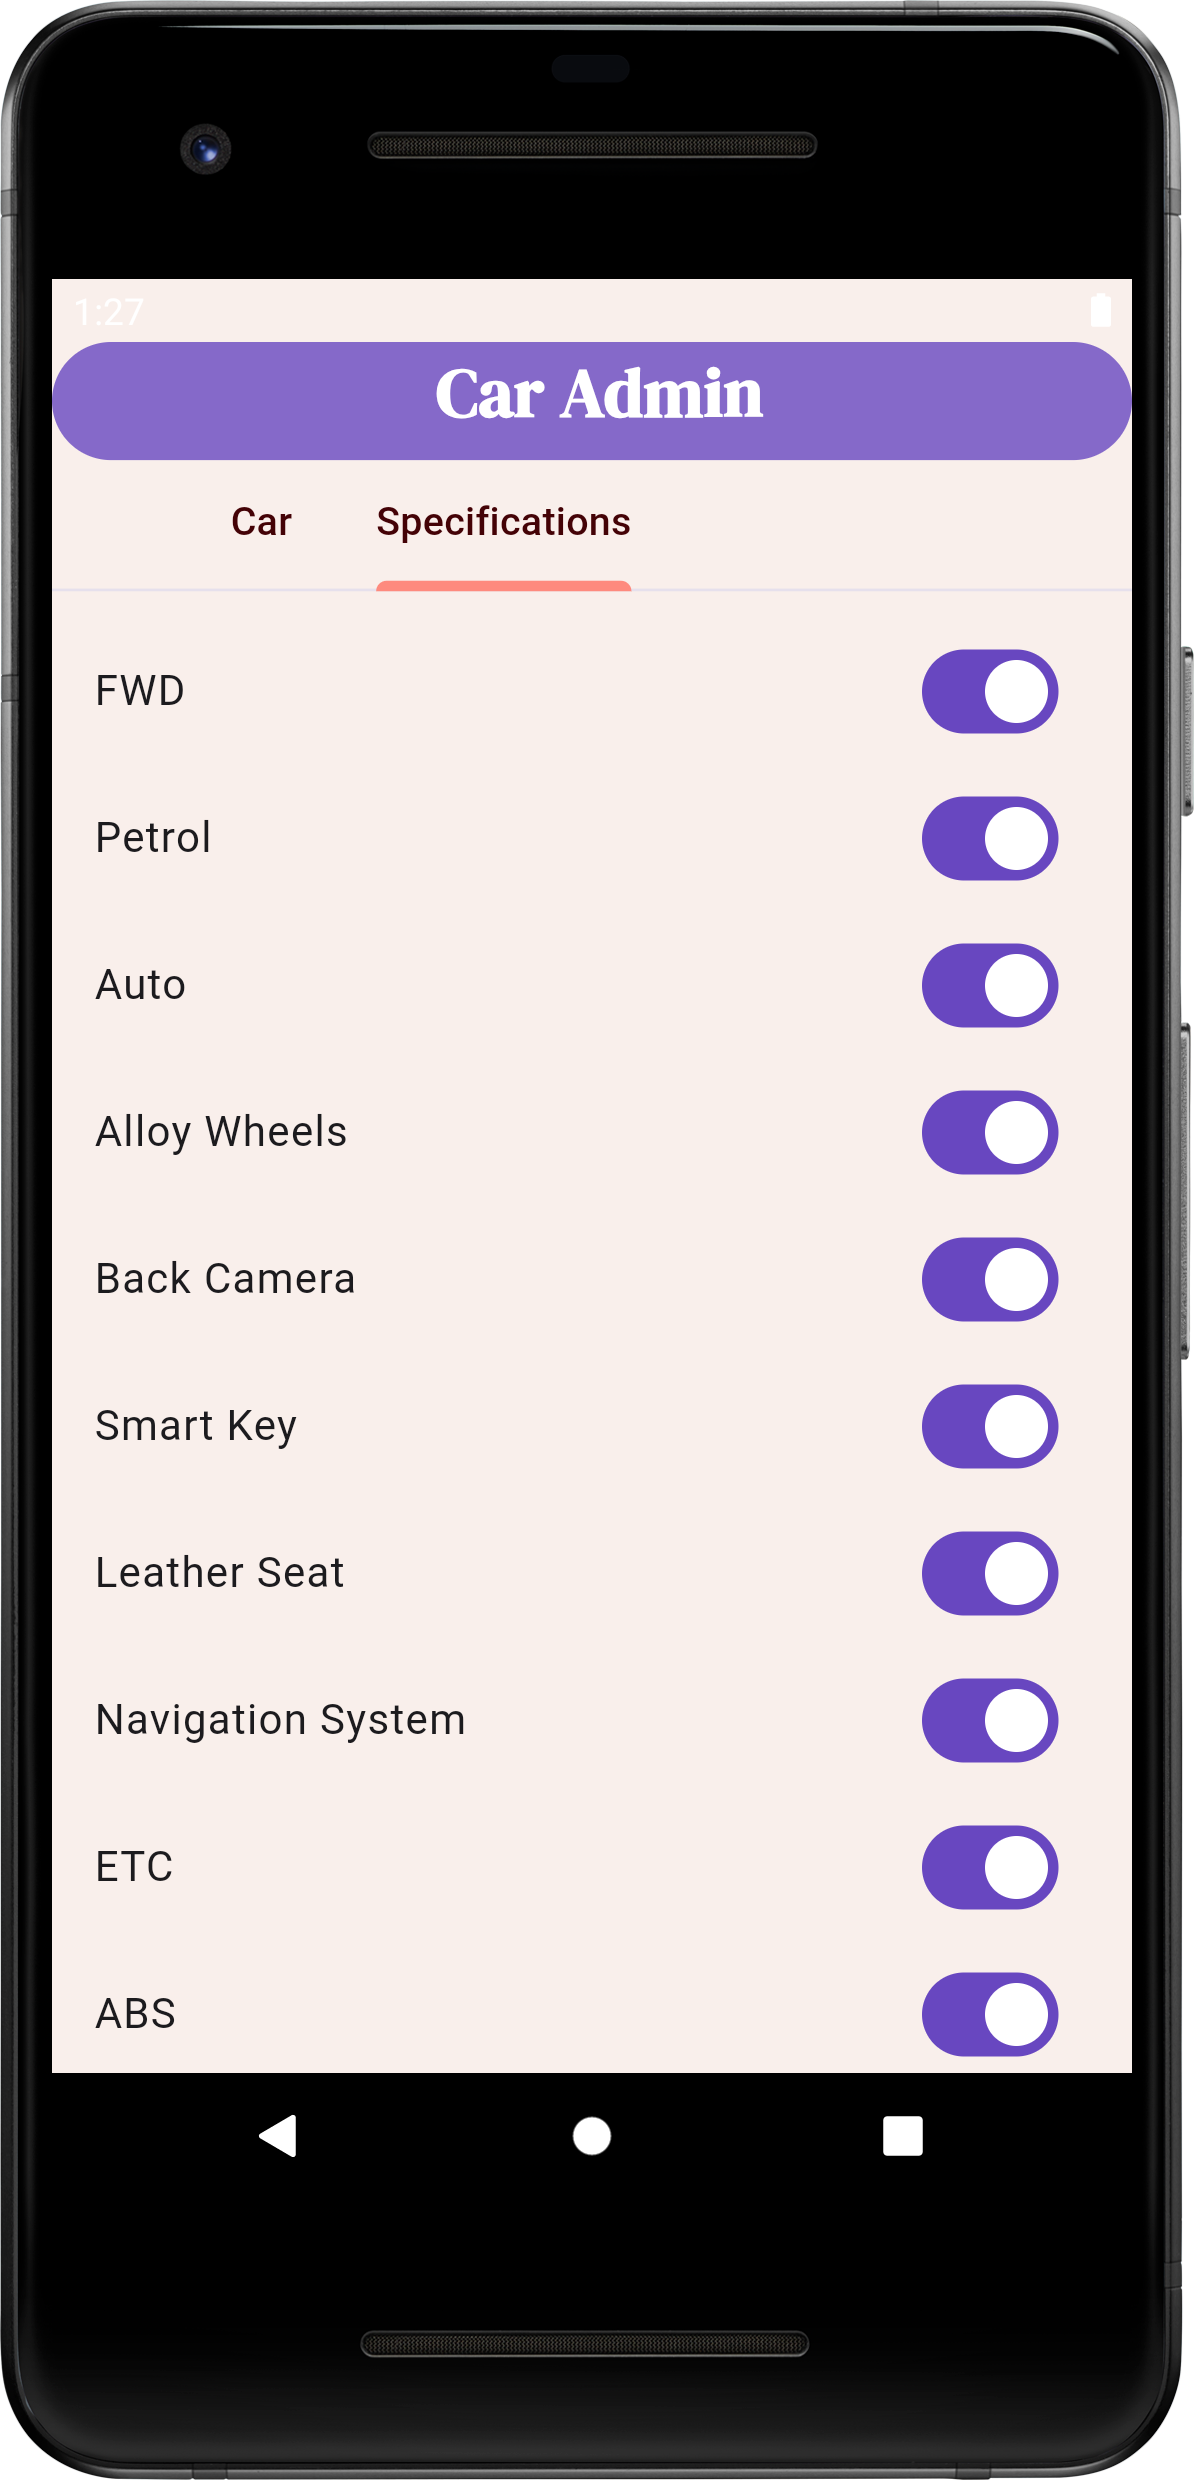 1:27
Car Admin
Car Specifications
FWD
Petrol
Auto
Alloy Wheels
Back Camera
Smart Key
Leather Seat
Navigation System
ETC
ABS